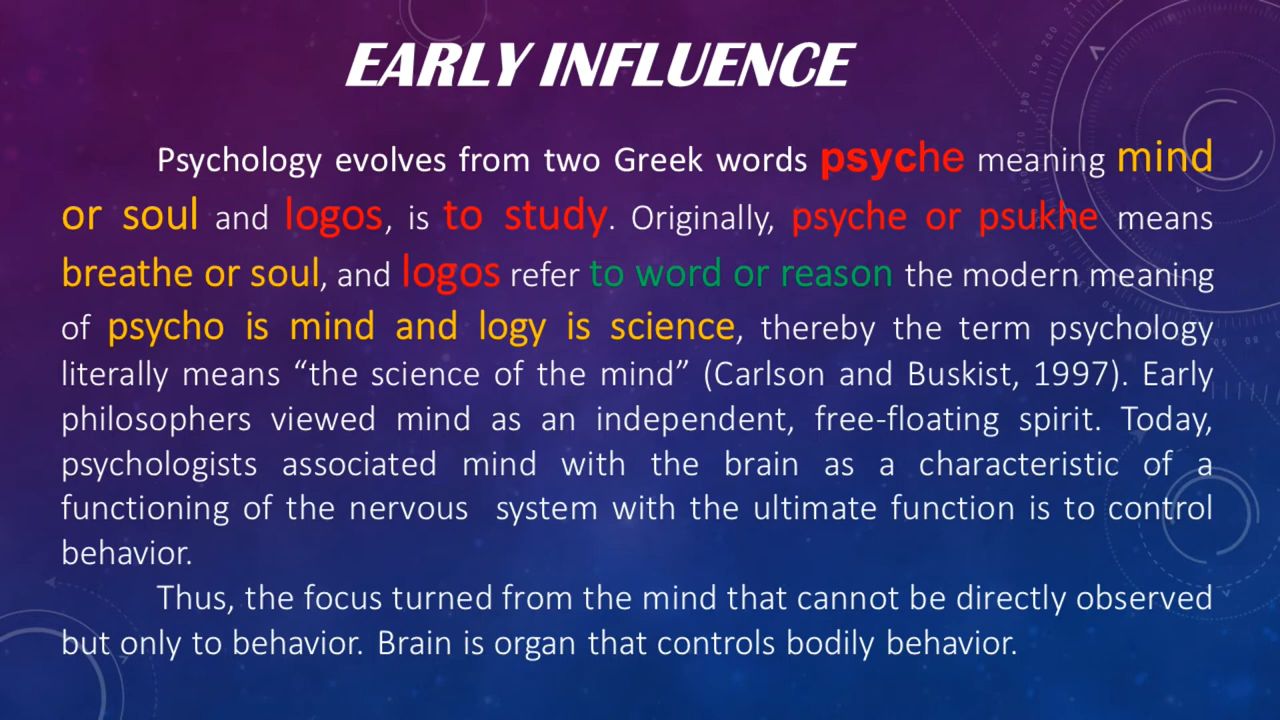 EARLY INFLUENCE
Psychology evolves from two Greek words psyche meaning mind
or soul and logos, is to study. Originally, psyche or psukhe means
breathe or soul, and logos refer to word or reason the modern meaning
of psycho is mind and logy is science, thereby the term psychology
literally means “the science of the mind” (Carlson and Buskist, 1997). Early
philosophers viewed mind as an independent, free-floating spirit. Today,
psychologists associated mind with the brain as a characteristic of a
functioning of the nervous system with the ultimate function is to control
behavior.
Thus, the focus turned from the mind that cannot be directly observed
but only to behavior. Brain is organ that controls bodily behavior.